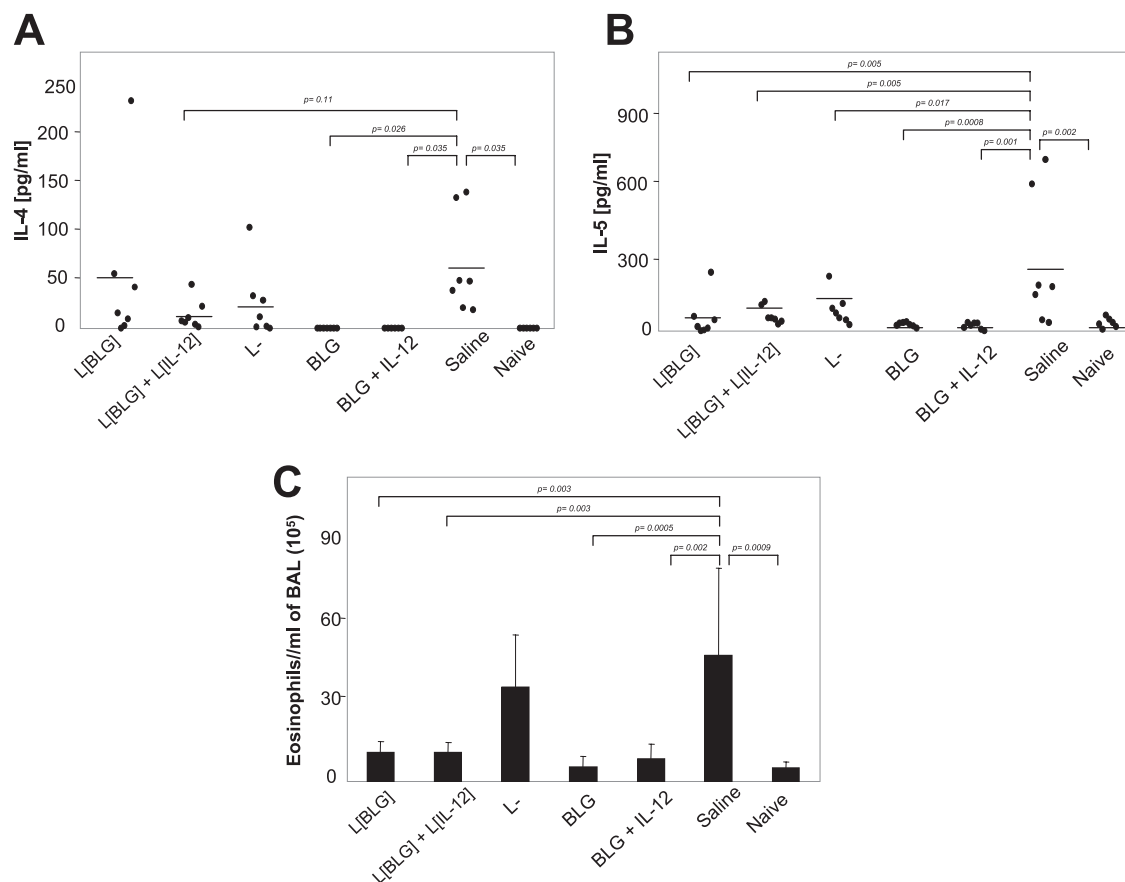 A
IL-4 [pg/ml]
250
200
150
100
50
0
p= 0.11
p= 0.026
p= 0.035
p= 0.035
L[BLG]
L[BLG] + L[IL-12]
L-
BLG
BLG + IL-12
Saline
Naive
B
IL-5 [pg/ml]
900
600
300
0
p= 0.005
p= 0.005
p= 0.017
p= 0.0008
p= 0.001
p= 0.002
L[BLG]
L[BLG] + L[IL-12]
L-
BLG
BLG + IL-12
Saline
Naive
C
Eosinophils//ml of BAL (10⁵)
90
60
30
0
p= 0.003
p= 0.003
p= 0.0005
p= 0.002
p= 0.0009
L[BLG]
L[BLG] + L[IL-12]
L-
BLG
BLG + IL-12
Saline
Naive